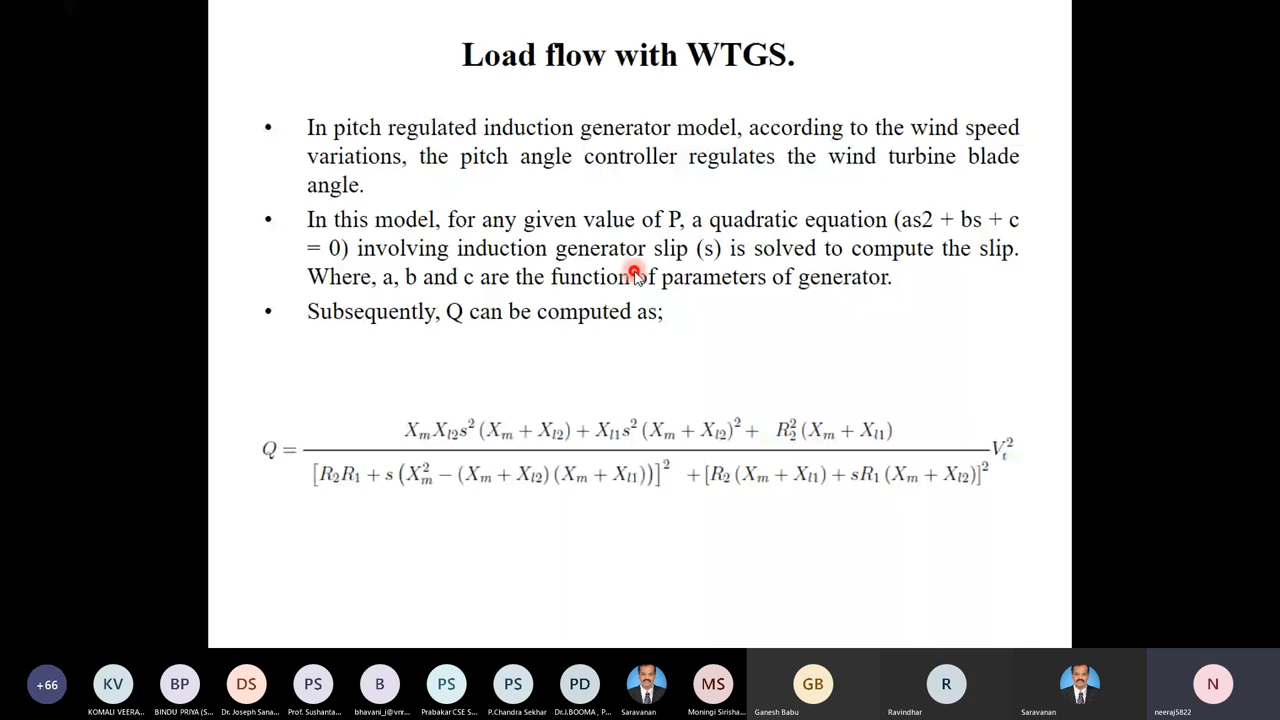 Load flow with WTGS.
• In pitch regulated induction generator model, according to the wind speed
variations, the pitch angle controller regulates the wind turbine blade
angle.
• In this model, for any given value of P, a quadratic equation (as2 + bs + c
= 0) involving induction generator slip (s) is solved to compute the slip.
Where, a, b and c are the function of parameters of generator.
• Subsequently, Q can be computed as;
Q = \frac{X_m X_{l2} s^2 (X_m + X_{l2}) + X_{l1} s^2 (X_m + X_{l2})^2 + R_2^2 (X_m + X_{l1})}{[R_2 R_1 + s (X_m^2 - (X_m + X_{l2}) (X_m + X_{l1}))]^2 + [R_2 (X_m + X_{l1}) + s R_1 (X_m + X_{l2})]^2} V_t^2
+66 KV BP DS PS B PS PS PD MS GB R N
KOMALI VEERA... BINDU PRIYA (S... Dr. Joseph Sana... Prof. Sushanta... bhavani_j@vnr... Prabakar CSE S... P.Chandra Sekhar Dr.J.BOOMA , P... Saravanan Moningi Sirisha... Ganesh Babu Ravindhar Saravanan neeraj5822